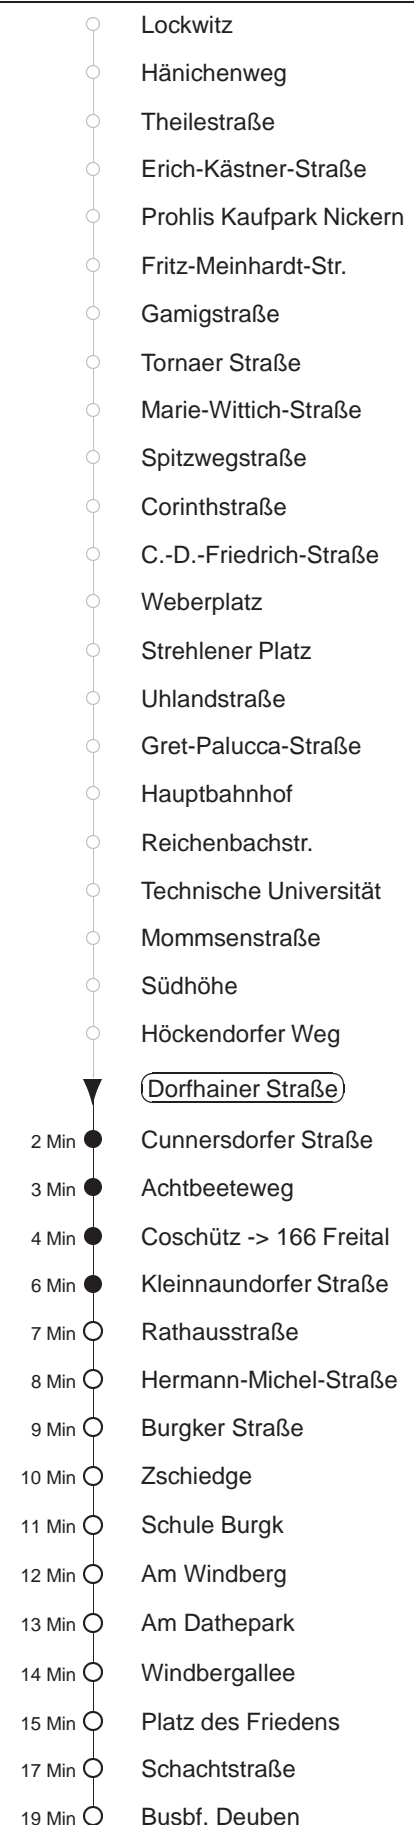 Lockwitz
Hänichenweg
Theilestraße
Erich-Kästner-Straße
Prohlis Kaufpark Nickern
Fritz-Meinhardt-Str.
Gamigstraße
Tornaer Straße
Marie-Wittich-Straße
Spitzwegstraße
Corinthstraße
C.-D.-Friedrich-Straße
Weberplatz
Strehlener Platz
Uhlandstraße
Gret-Palucca-Straße
Hauptbahnhof
Reichenbachstr.
Technische Universität
Mommsenstraße
Südhöhe
Höckendorfer Weg
Dorfhainer Straße
2 Min Cunnersdorfer Straße
3 Min Achtbeeteweg
4 Min Coschütz -> 166 Freital
6 Min Kleinnaundorfer Straße
7 Min Rathausstraße
8 Min Hermann-Michel-Straße
9 Min Burgker Straße
10 Min Zschiedge
11 Min Schule Burgk
12 Min Am Windberg
13 Min Am Dathepark
14 Min Windbergallee
15 Min Platz des Friedens
17 Min Schachtstraße
19 Min Busbf. Deuben